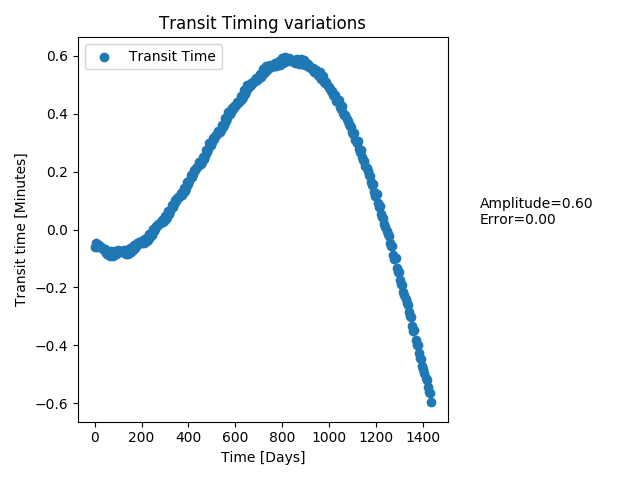 Transit Timing variations
Transit Time
0.6
0.4
0.2
0.0
−0.2
−0.4
−0.6
Transit time [Minutes]
0 200 400 600 800 1000 1200 1400
Time [Days]
Amplitude=0.60
Error=0.00